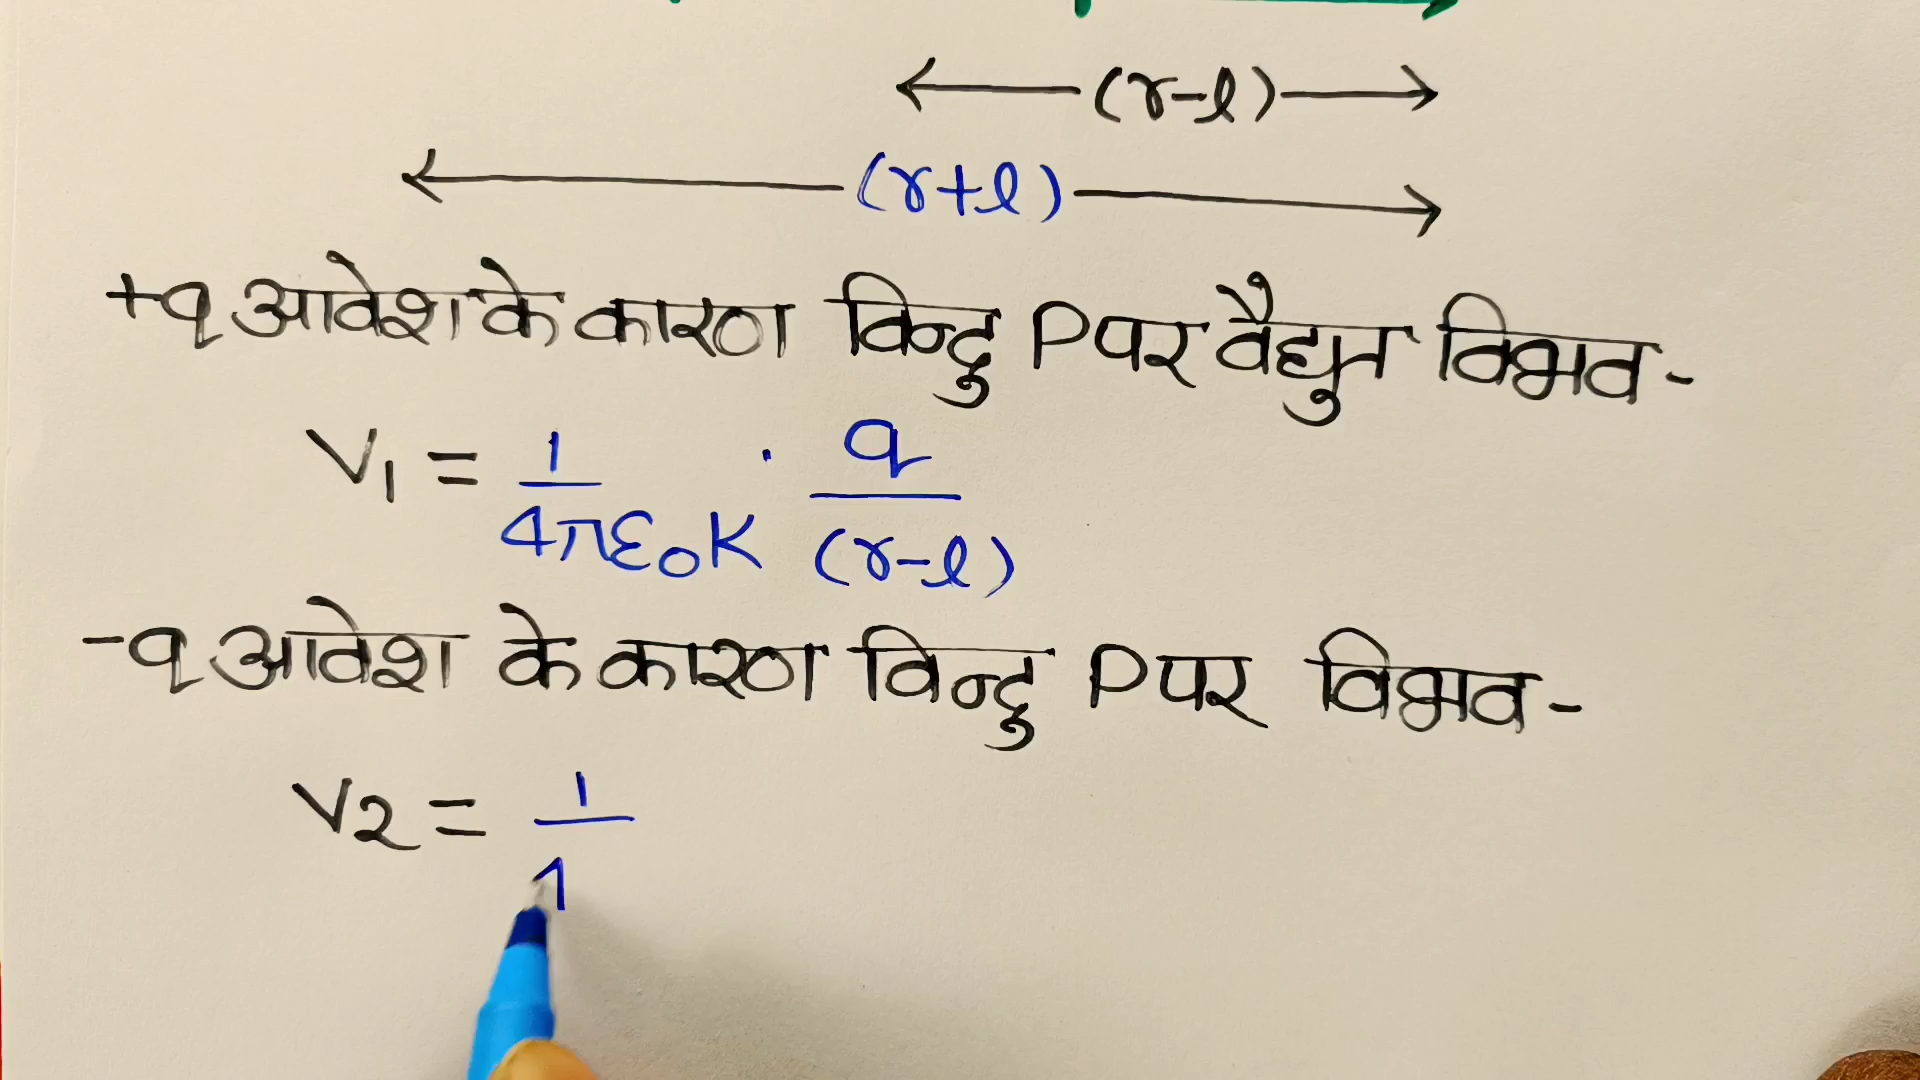 (r-l)
(r+l)
+q आवेश के कारण विन्दु P पर वैद्युत विभव -
V₁ = 1/4πε₀K . q/(r-l)
-q आवेश के कारण विन्दु P पर विभव -
V₂ = 1/4